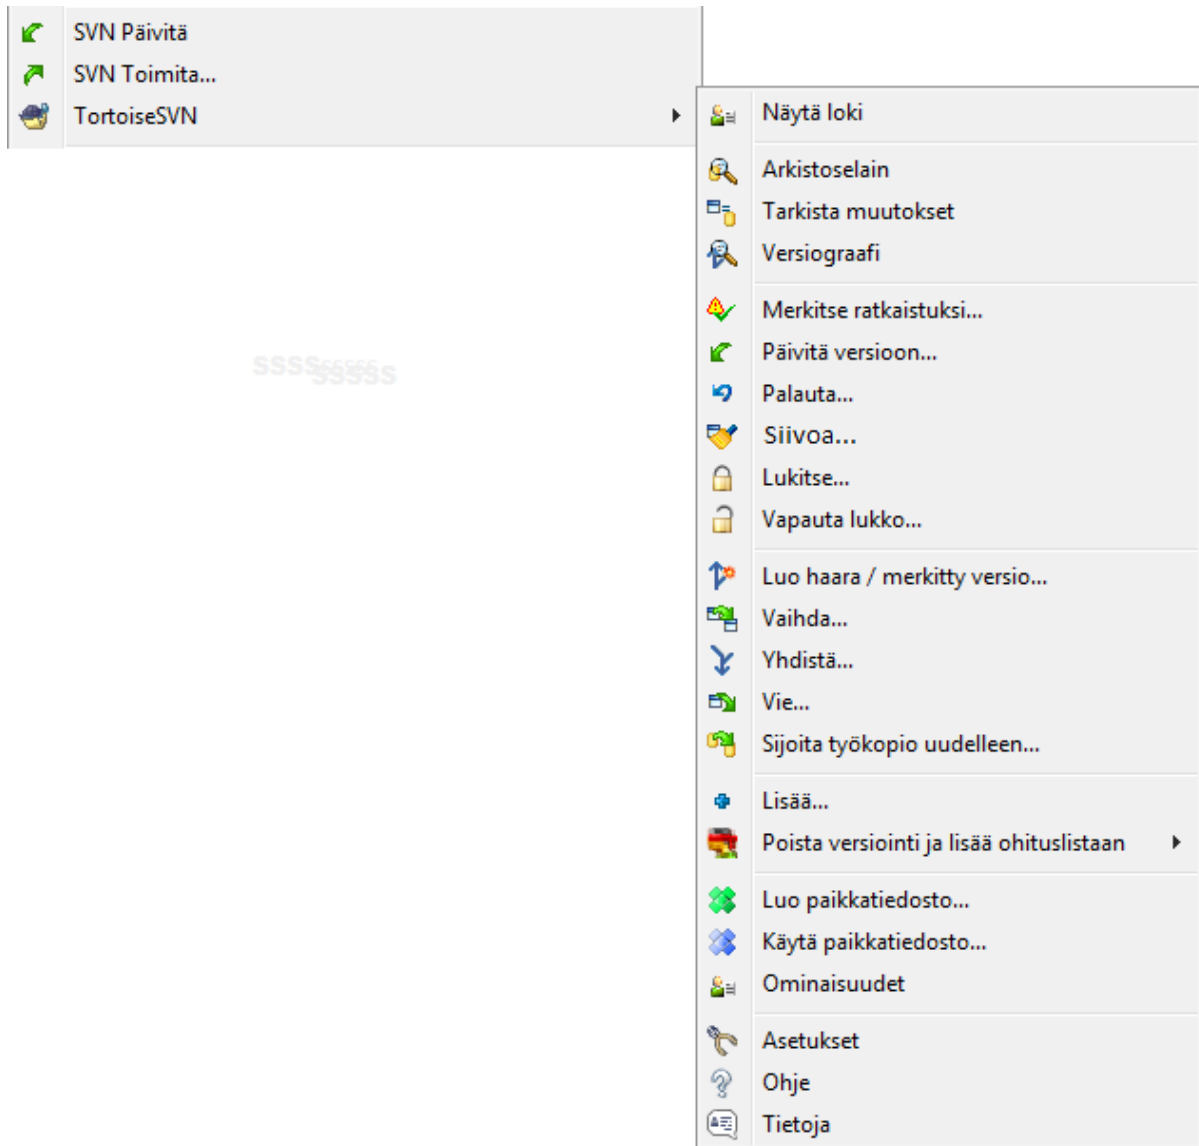 SVN Päivitä
SVN Toimita...
TortoiseSVN
Näytä loki
Arkistoselain
Tarkista muutokset
Versiograafi
Merkitse ratkaistuksi...
Päivitä versioon...
Palauta...
Siivoa...
Lukitse...
Vapauta lukko...
Luo haara / merkitty versio...
Vaihda...
Yhdistä...
Vie...
Sijoita työkopio uudelleen...
Lisää...
Poista versiointi ja lisää ohituslistaan
Luo paikkatiedosto...
Käytä paikkatiedosto...
Ominaisuudet
Asetukset
Ohje
Tietoja